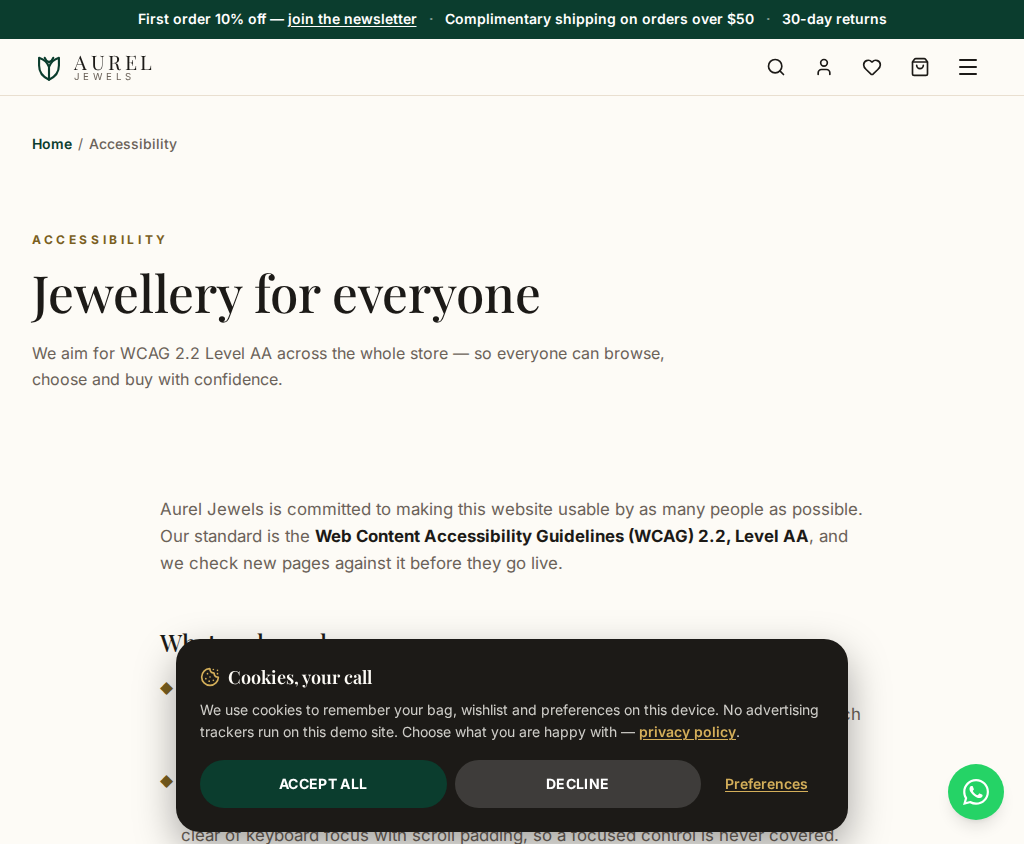 First order 10% off — join the newsletter · Complimentary shipping on orders over $50 · 30-day returns
AUREL
JEWELS
Home / Accessibility
ACCESSIBILITY
Jewellery for everyone
We aim for WCAG 2.2 Level AA across the whole store — so everyone can browse,
choose and buy with confidence.
Aurel Jewels is committed to making this website usable by as many people as possible.
Our standard is the Web Content Accessibility Guidelines (WCAG) 2.2, Level AA, and
we check new pages against it before they go live.
Cookies, your call
We use cookies to remember your bag, wishlist and preferences on this device. No advertising
trackers run on this demo site. Choose what you are happy with — privacy policy.
ACCEPT ALL
DECLINE
Preferences
clear of keyboard focus with scroll padding, so a focused control is never covered.